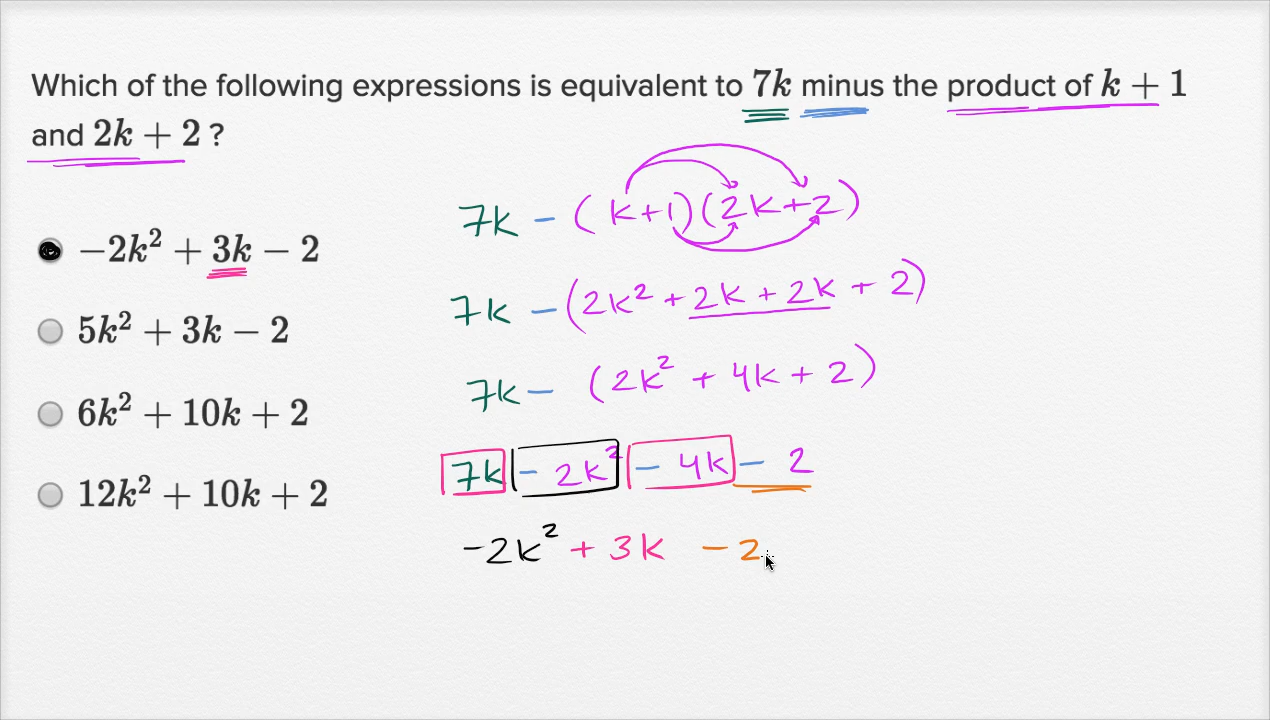 Which of the following expressions is equivalent to 7k minus the product of k + 1
and 2k + 2 ?
−2k² + 3k − 2
5k² + 3k − 2
6k² + 10k + 2
12k² + 10k + 2
7k − (k+1)(2k+2)
7k − (2k² + 2k + 2k + 2)
7k − (2k² + 4k + 2)
7k − 2k² − 4k − 2
−2k² + 3k − 2